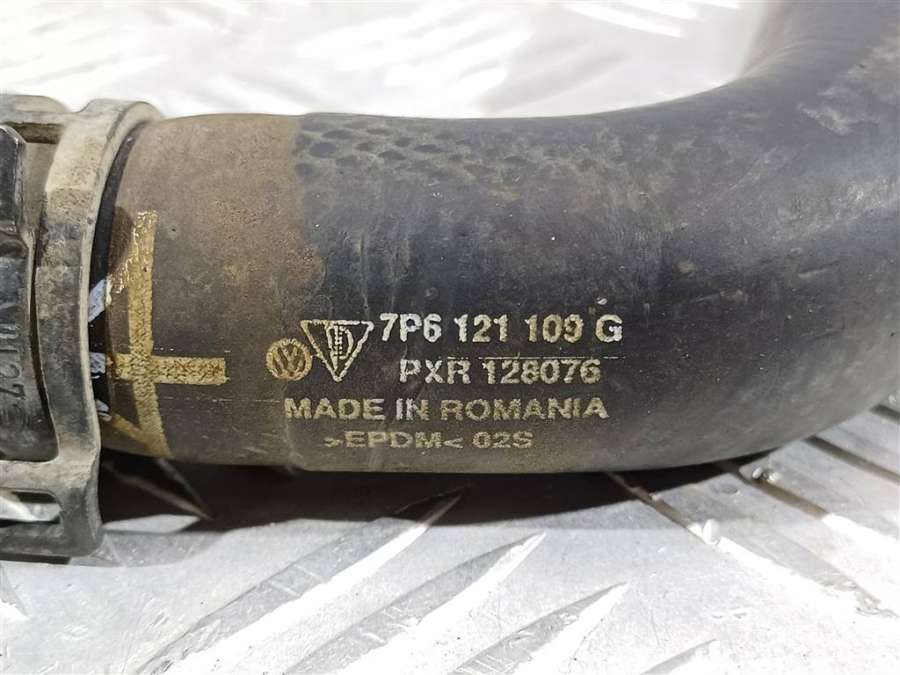 7P6 121 109 G
PXR 128076
MADE IN ROMANIA
>EPDM< 02S